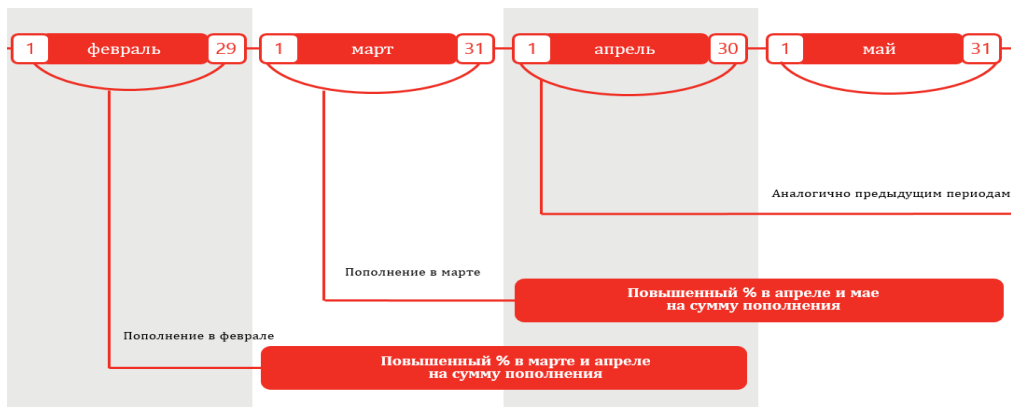 1 февраль 29 1 март 31 1 апрель 30 1 май 31
Аналогично предыдущим периодам
Пополнение в марте
Повышенный % в апреле и мае
на сумму пополнения
Пополнение в феврале
Повышенный % в марте и апреле
на сумму пополнения